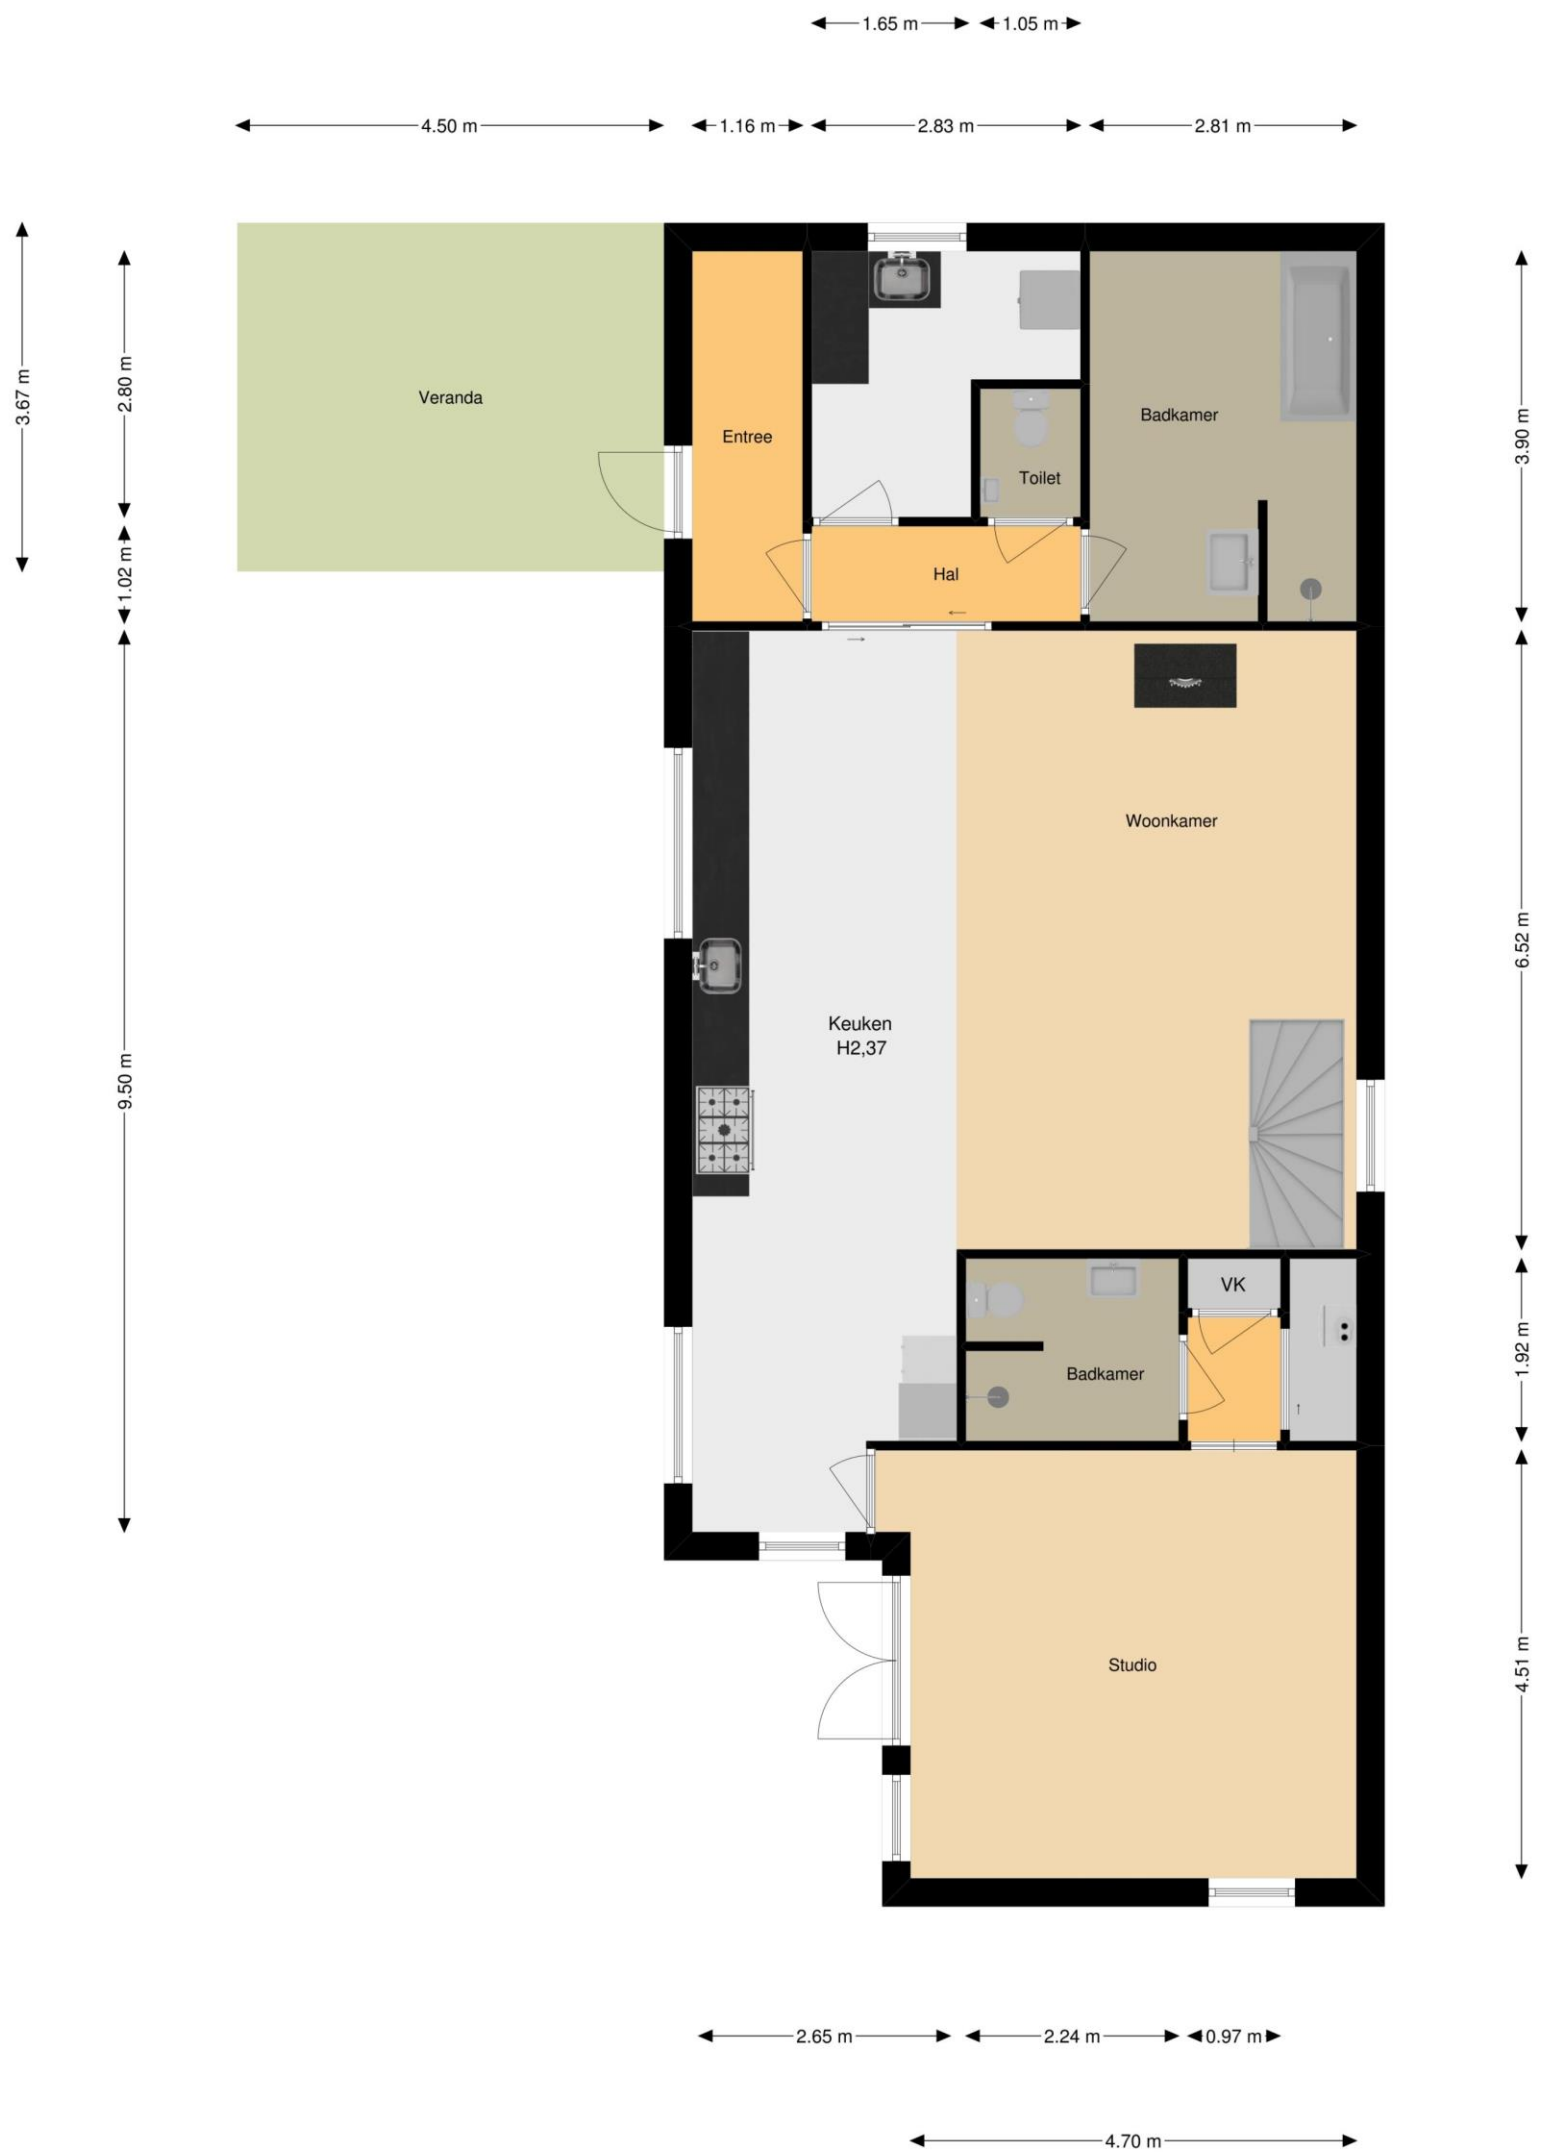 1.65 m
1.05 m
4.50 m
1.16 m
2.83 m
2.81 m
3.67 m
2.80 m
Veranda
Entree
Toilet
Badkamer
3.90 m
1.02 m
Hal
Woonkamer
6.52 m
Keuken
H2,37
9.50 m
VK
Badkamer
1.92 m
Studio
4.51 m
2.65 m
2.24 m
0.97 m
4.70 m